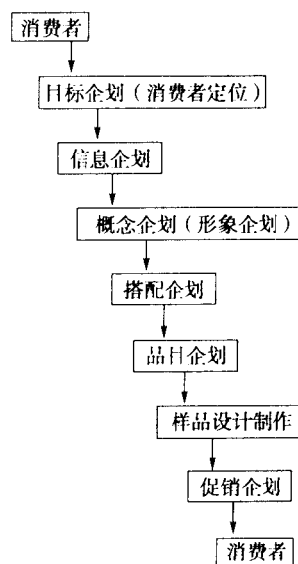 消费者
目标企划（消费者定位）
信息企划
概念企划（形象企划）
搭配企划
品目企划
样品设计制作
促销企划
消费者